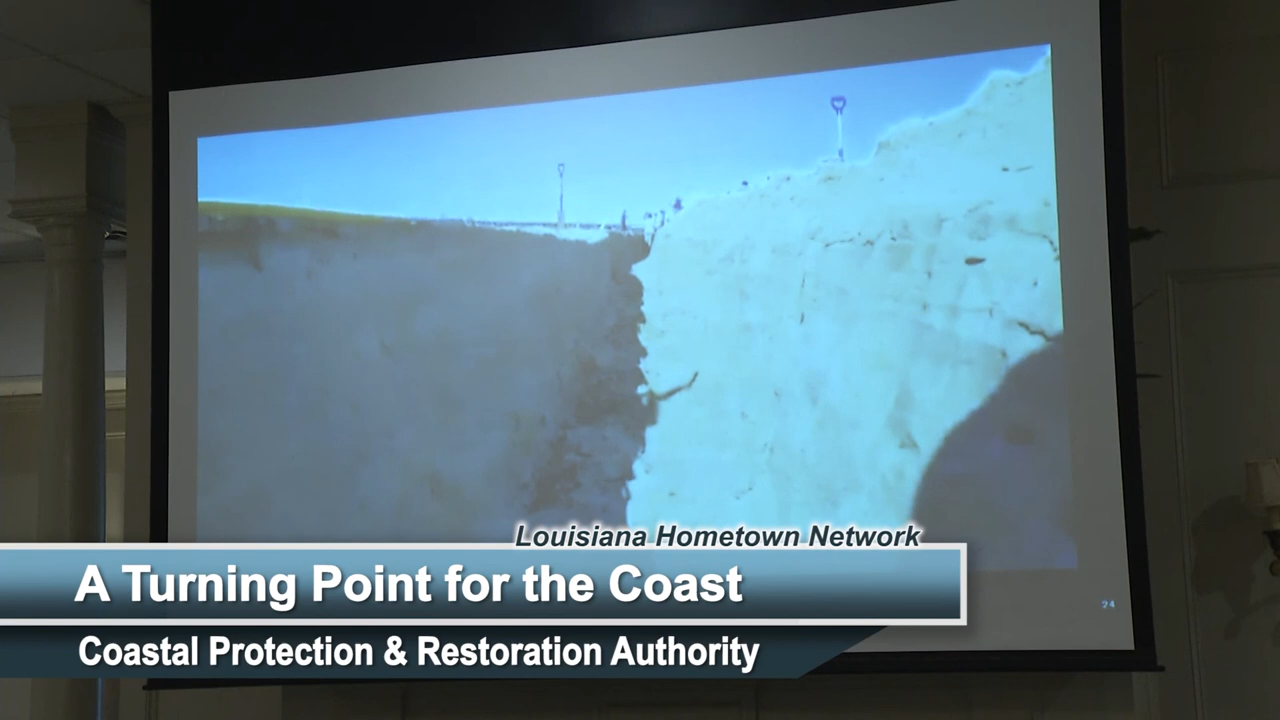 24
Louisiana Hometown Network
A Turning Point for the Coast
Coastal Protection & Restoration Authority